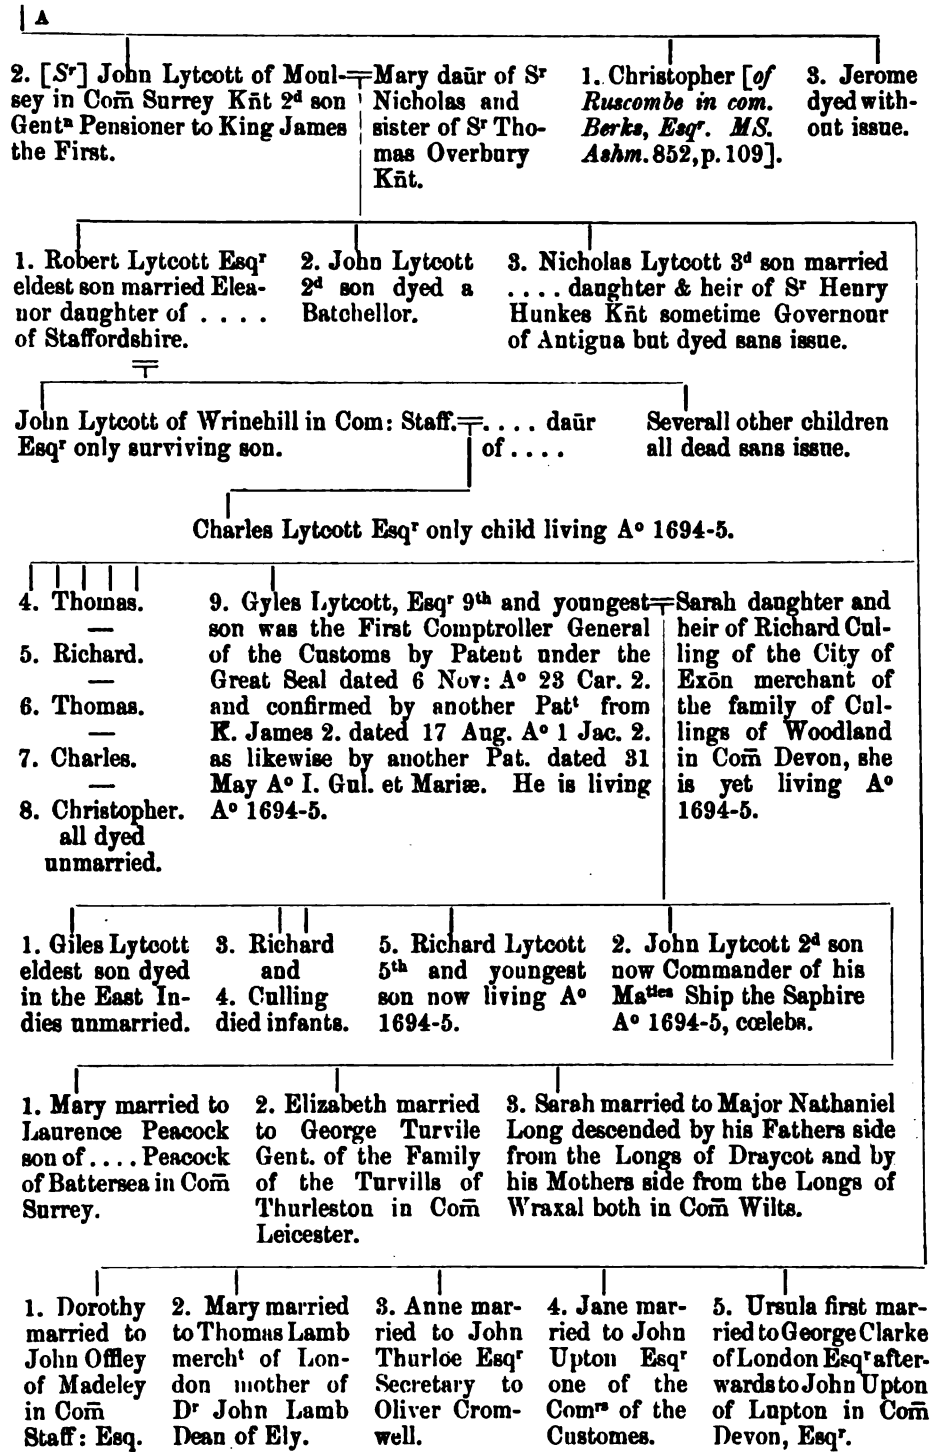 A
2. [Sʳ] John Lytcott of Moul-
sey in Com̄ Surrey Kn̄t 2ᵈ son
Gentⁿ Pensioner to King James
the First.
Mary daūr of Sʳ
Nicholas and
sister of Sʳ Tho-
mas Overbury
Kn̄t.
1. Christopher [of
Ruscombe in com.
Berks, Esqʳ. MS.
Ashm. 852, p. 109].
3. Jerome
dyed with-
out issue.
1. Robert Lytcott Esqʳ
eldest son married Elea-
nor daughter of . . . .
of Staffordshire.
2. John Lytcott
2ᵈ son dyed a
Batchellor.
3. Nicholas Lytcott 3ᵈ son married
. . . . daughter & heir of Sʳ Henry
Hunkes Kn̄t sometime Governour
of Antigua but dyed sans issue.
John Lytcott of Wrinehill in Com: Staff.
Esqʳ only surviving son.
. . . . daūr
of . . . .
Severall other children
all dead sans issue.
Charles Lytcott Esqʳ only child living Aᵒ 1694-5.
4. Thomas.
—
5. Richard.
—
6. Thomas.
—
7. Charles.
—
8. Christopher.
all dyed
unmarried.
9. Gyles Lytcott, Esqʳ 9ᵗʰ and youngest
son was the First Comptroller General
of the Customs by Patent under the
Great Seal dated 6 Nov: Aᵒ 23 Car. 2.
and confirmed by another Patᵗ from
K. James 2. dated 17 Aug. Aᵒ 1 Jac. 2.
as likewise by another Pat. dated 31
May Aᵒ I. Gul. et Mariæ. He is living
Aᵒ 1694-5.
Sarah daughter and
heir of Richard Cul-
ling of the City of
Exōn merchant of
the family of Cul-
lings of Woodland
in Com̄ Devon, she
is yet living Aᵒ
1694-5.
1. Giles Lytcott
eldest son dyed
in the East In-
dies unmarried.
3. Richard
and
4. Culling
died infants.
5. Richard Lytcott
5ᵗʰ and youngest
son now living Aᵒ
1694-5.
2. John Lytcott 2ᵈ son
now Commander of his
Maᵗⁱᵉˢ Ship the Saphire
Aᵒ 1694-5, cœlebs.
1. Mary married to
Laurence Peacock
son of . . . . Peacock
of Battersea in Com̄
Surrey.
2. Elizabeth married
to George Turvile
Gent. of the Family
of the Turvills of
Thurleston in Com̄
Leicester.
3. Sarah married to Major Nathaniel
Long descended by his Fathers side
from the Longs of Draycot and by
his Mothers side from the Longs of
Wraxal both in Com̄ Wilts.
1. Dorothy
married to
John Offley
of Madeley
in Com̄
Staff: Esq.
2. Mary married
to Thomas Lamb
merchᵗ of Lon-
don mother of
Dʳ John Lamb
Dean of Ely.
3. Anne mar-
ried to John
Thurloe Esqʳ
Secretary to
Oliver Crom-
well.
4. Jane mar-
ried to John
Upton Esqʳ
one of the
Comʳˢ of the
Customes.
5. Ursula first mar-
ried to George Clarke
of London Esqʳ after-
wards to John Upton
of Lupton in Com̄
Devon, Esqʳ.